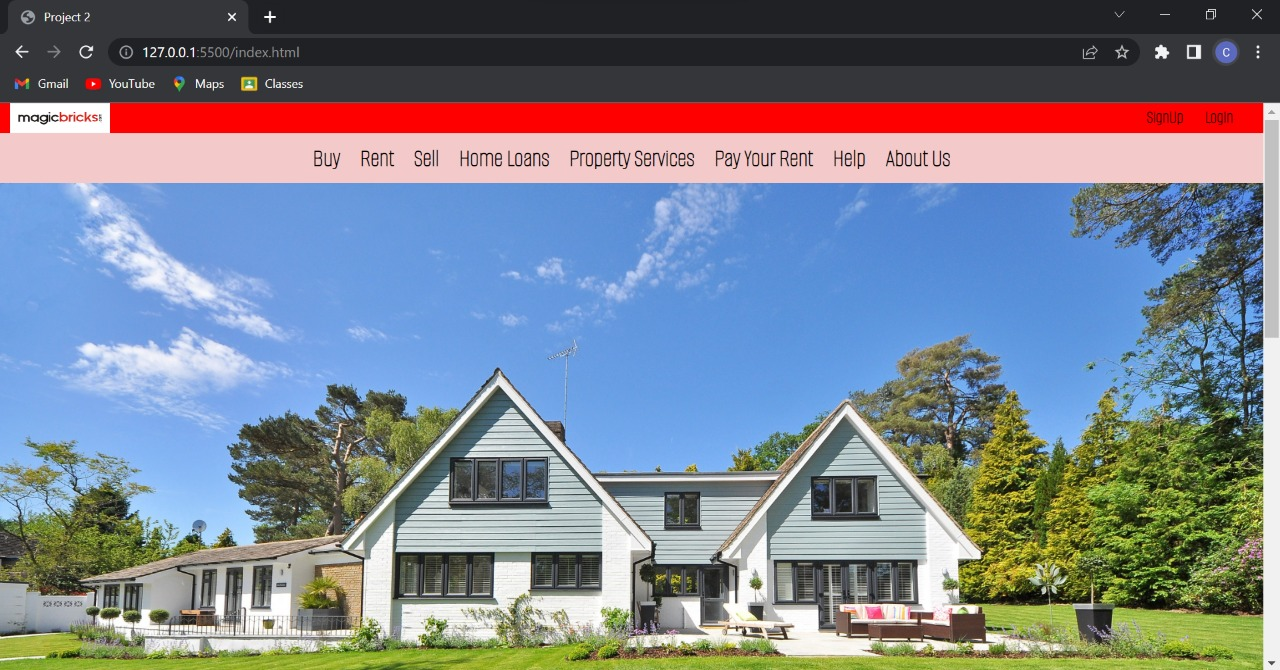 Project 2
127.0.0.1:5500/index.html
C
Gmail YouTube Maps Classes
magicbricks
SignUp Login
Buy Rent Sell Home Loans Property Services Pay Your Rent Help About Us